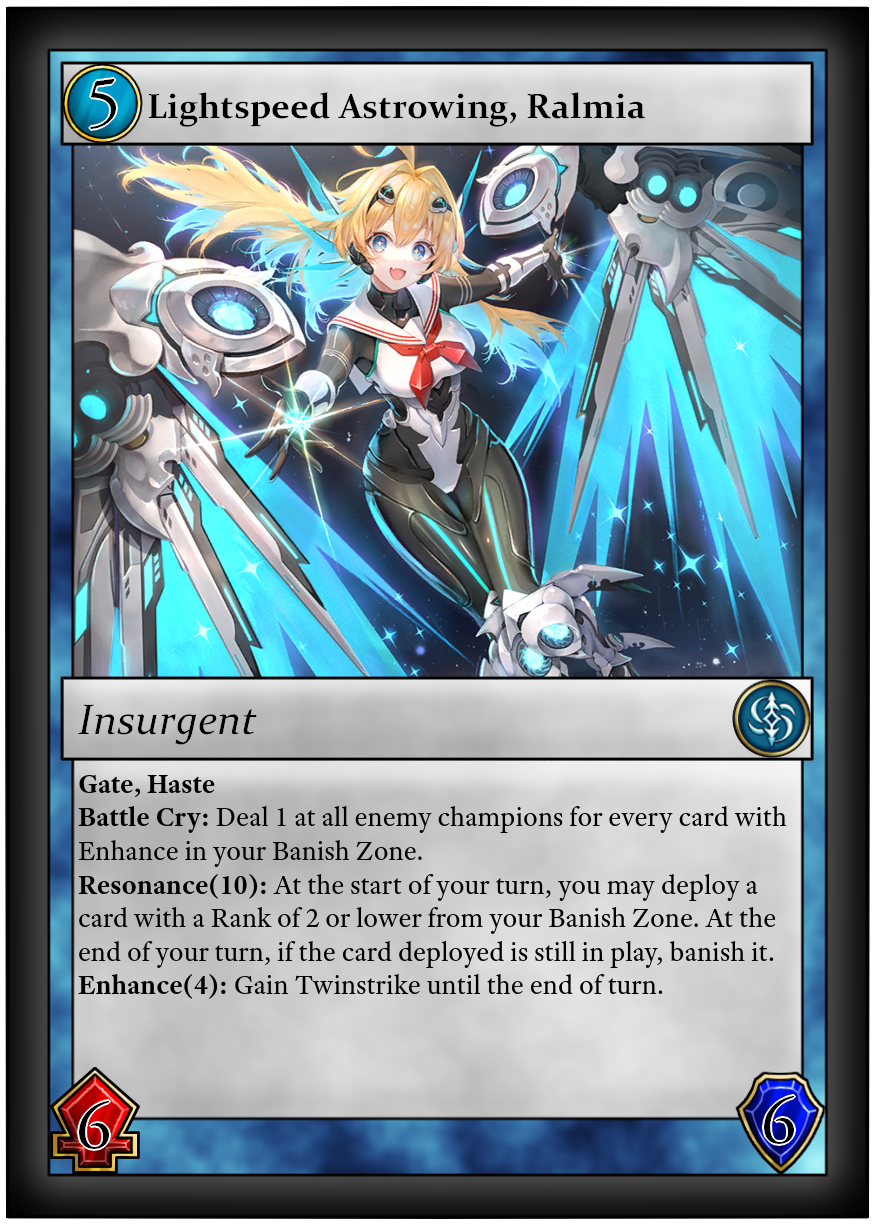 5
Lightspeed Astrowing, Ralmia
Insurgent
Gate, Haste
Battle Cry: Deal 1 at all enemy champions for every card with
Enhance in your Banish Zone.
Resonance(10): At the start of your turn, you may deploy a
card with a Rank of 2 or lower from your Banish Zone. At the
end of your turn, if the card deployed is still in play, banish it.
Enhance(4): Gain Twinstrike until the end of turn.
6
6